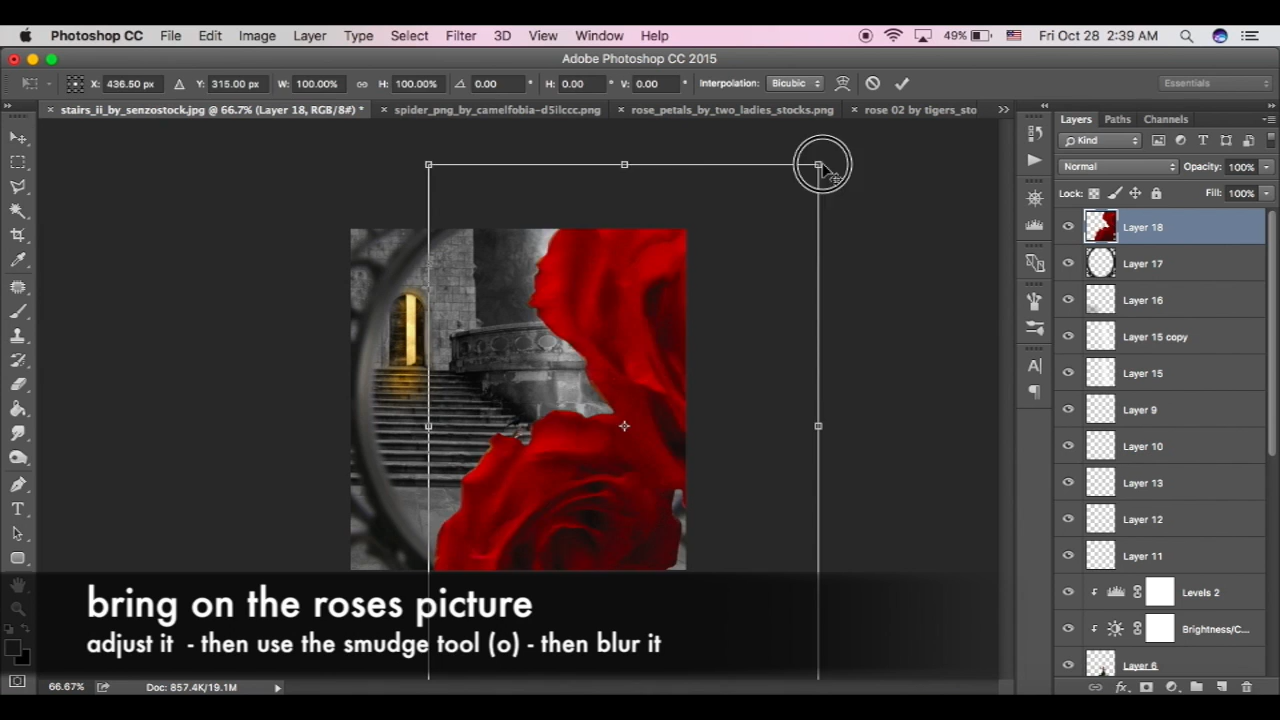 Photoshop CC File Edit Image Layer Type Select Filter 3D View Window Help 49% Fri Oct 28 2:39 AM
Adobe Photoshop CC 2015
X: 436.50 px Y: 315.00 px W: 100.00% H: 100.00% 0.00 ° H: 0.00 ° V: 0.00 ° Interpolation: Bicubic Essentials
stairs_ii_by_senzostock.jpg @ 66.7% (Layer 18, RGB/8#) * spider_png_by_camelfobia-d5ilccc.png rose_petals_by_two_ladies_stocks.png rose 02 by tigers_sto
Layers Paths Channels
Kind
Normal Opacity: 100%
Lock: Fill: 100%
Layer 18
Layer 17
Layer 16
Layer 15 copy
Layer 15
Layer 9
Layer 10
Layer 13
Layer 12
Layer 11
Levels 2
Brightness/C...
Layer 6
bring on the roses picture
adjust it - then use the smudge tool (o) - then blur it
66.67% Doc: 857.4K/19.1M